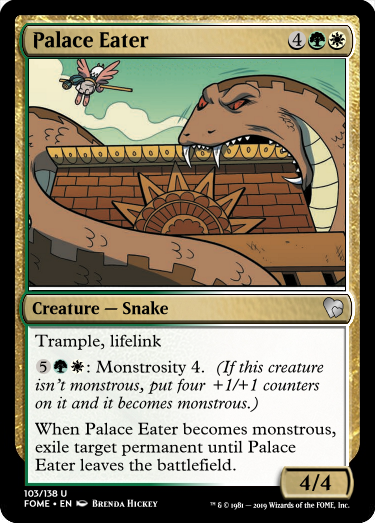 Palace Eater 4
Creature — Snake
Trample, lifelink
5: Monstrosity 4. (If this creature
isn't monstrous, put four +1/+1 counters
on it and it becomes monstrous.)
When Palace Eater becomes monstrous,
exile target permanent until Palace
Eater leaves the battlefield.
4/4
103/138 U
FOME • EN Brenda Hickey
™ & © 1981 — 2019 Wizards of the FOME, Inc.